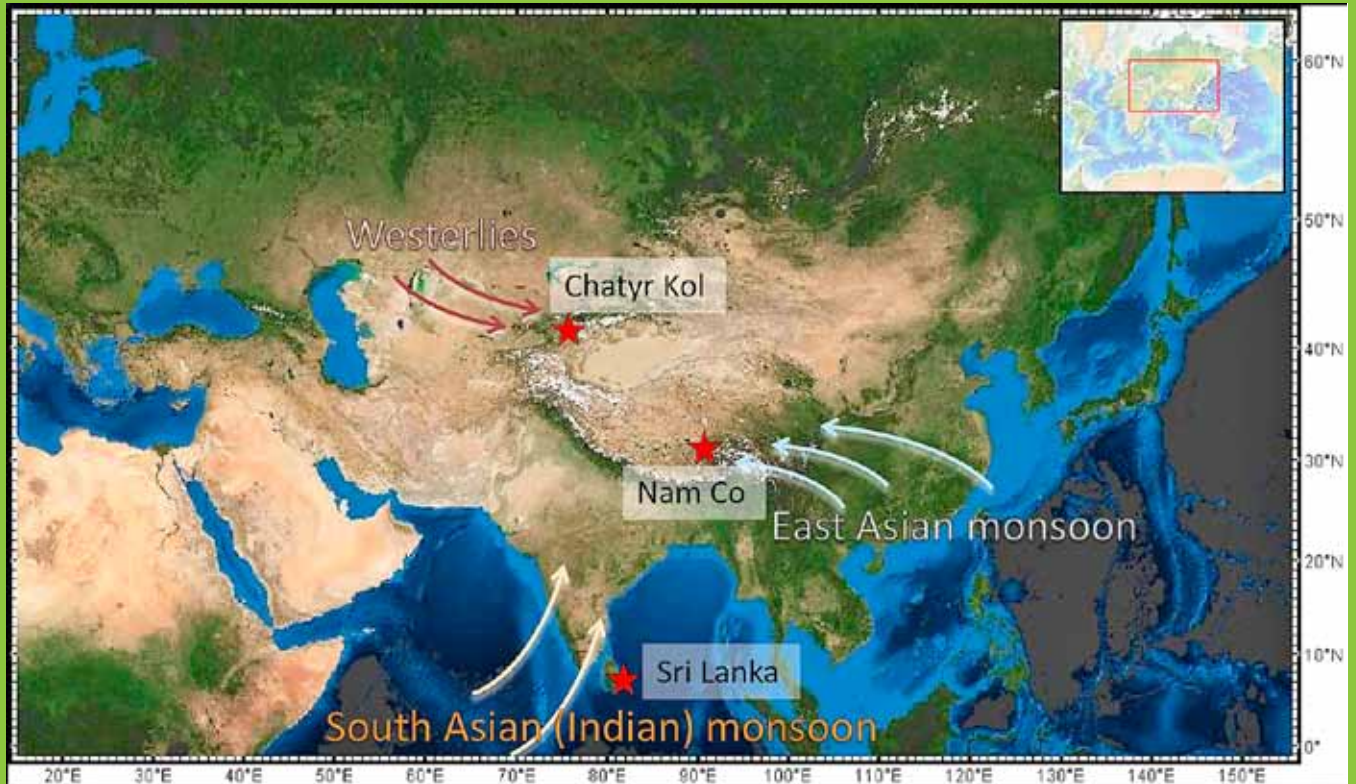 60°N
50°N
Westerlies
Chatyr Kol
40°N
30°N
Nam Co
East Asian monsoon
20°N
10°N
Sri Lanka
South Asian (Indian) monsoon
0°
20°E 30°E 40°E 50°E 60°E 70°E 80°E 90°E 100°E 110°E 120°E 130°E 140°E 150°E